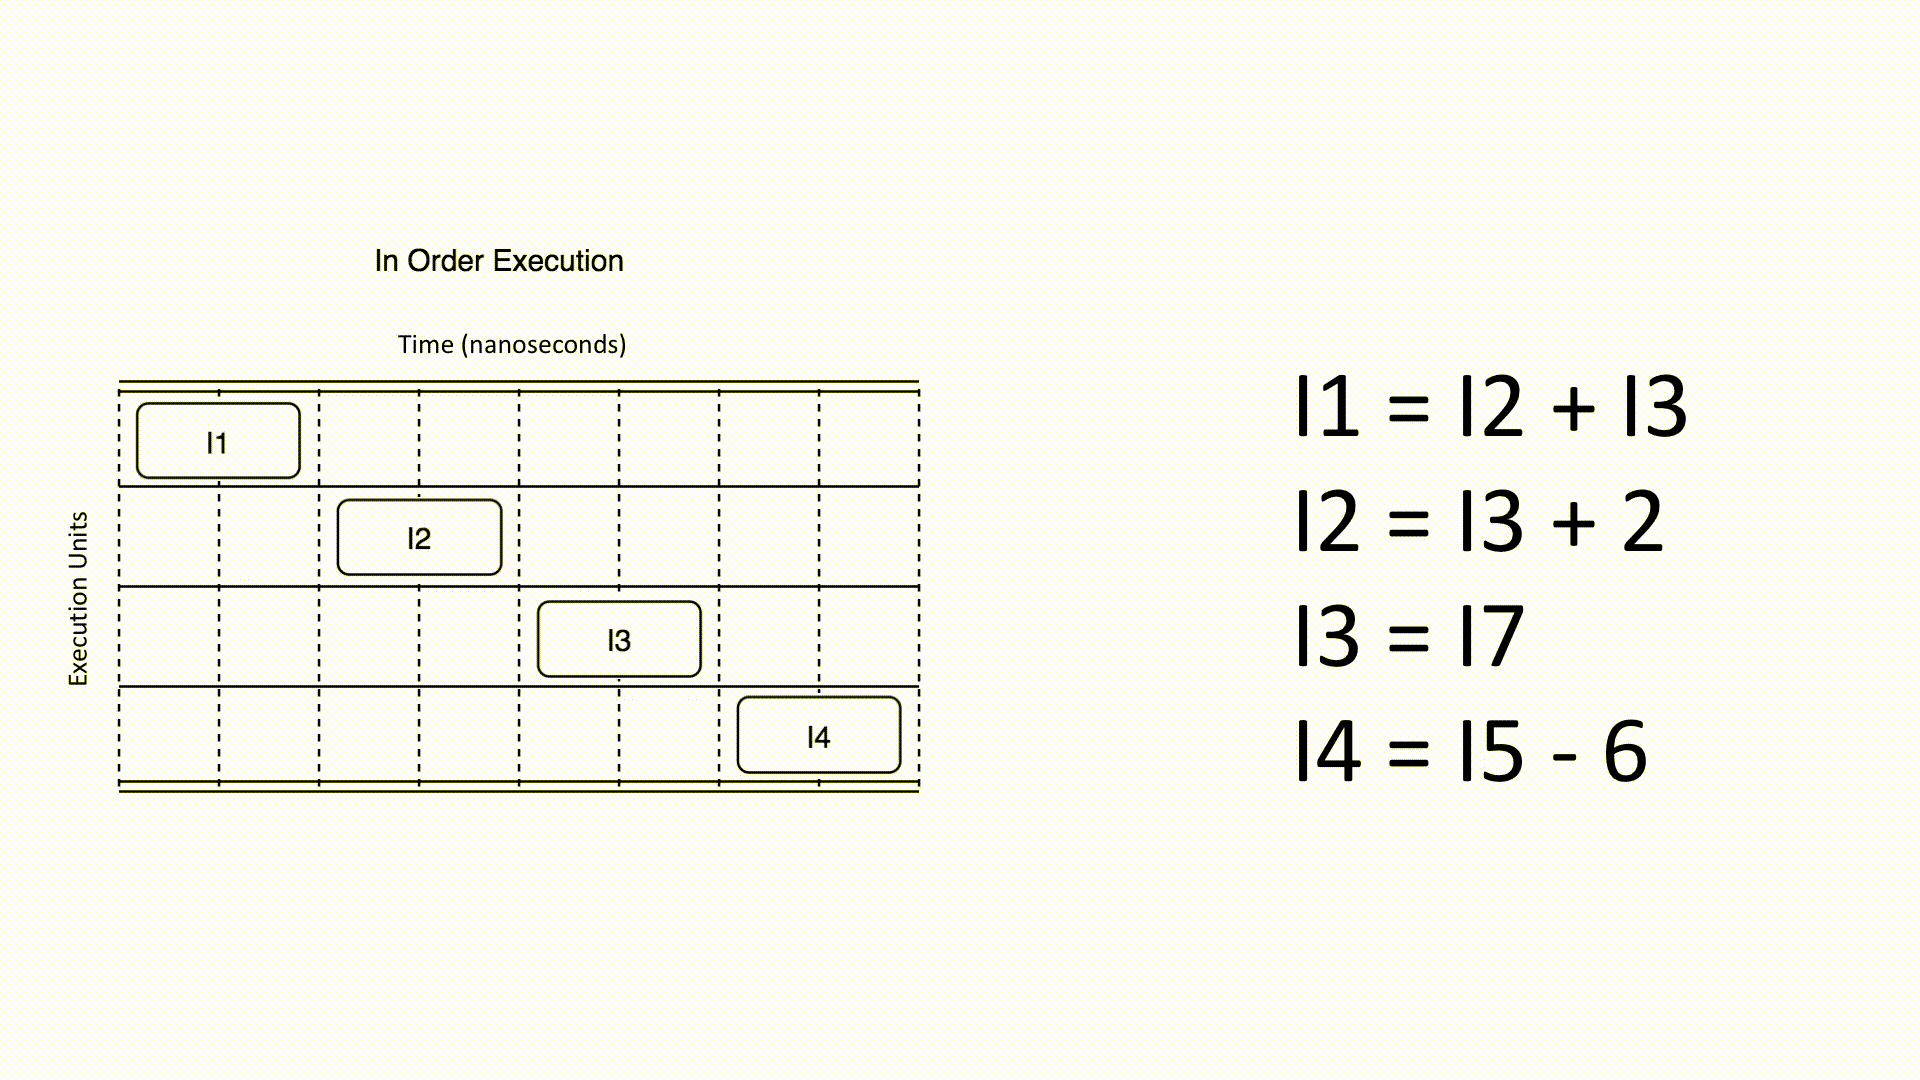 In Order Execution
Time (nanoseconds)
Execution Units
I1
I2
I3
I4
I1 = I2 + I3
I2 = I3 + 2
I3 = I7
I4 = I5 - 6